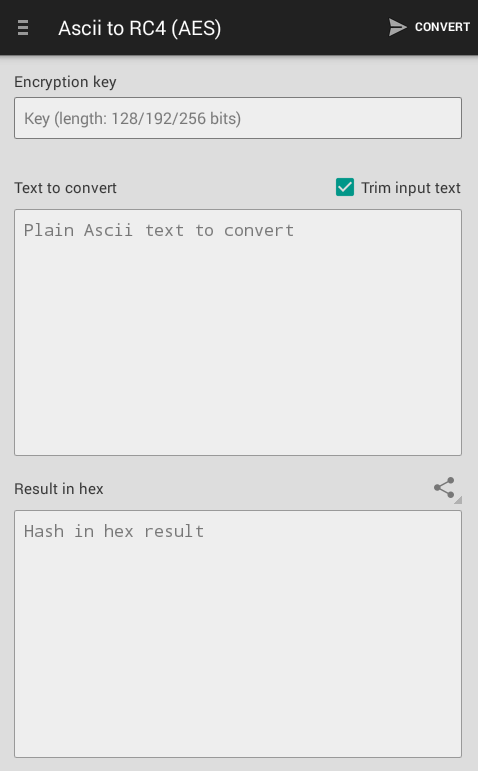 Ascii to RC4 (AES)
CONVERT
Encryption key
Key (length: 128/192/256 bits)
Text to convert
Trim input text
Plain Ascii text to convert
Result in hex
Hash in hex result